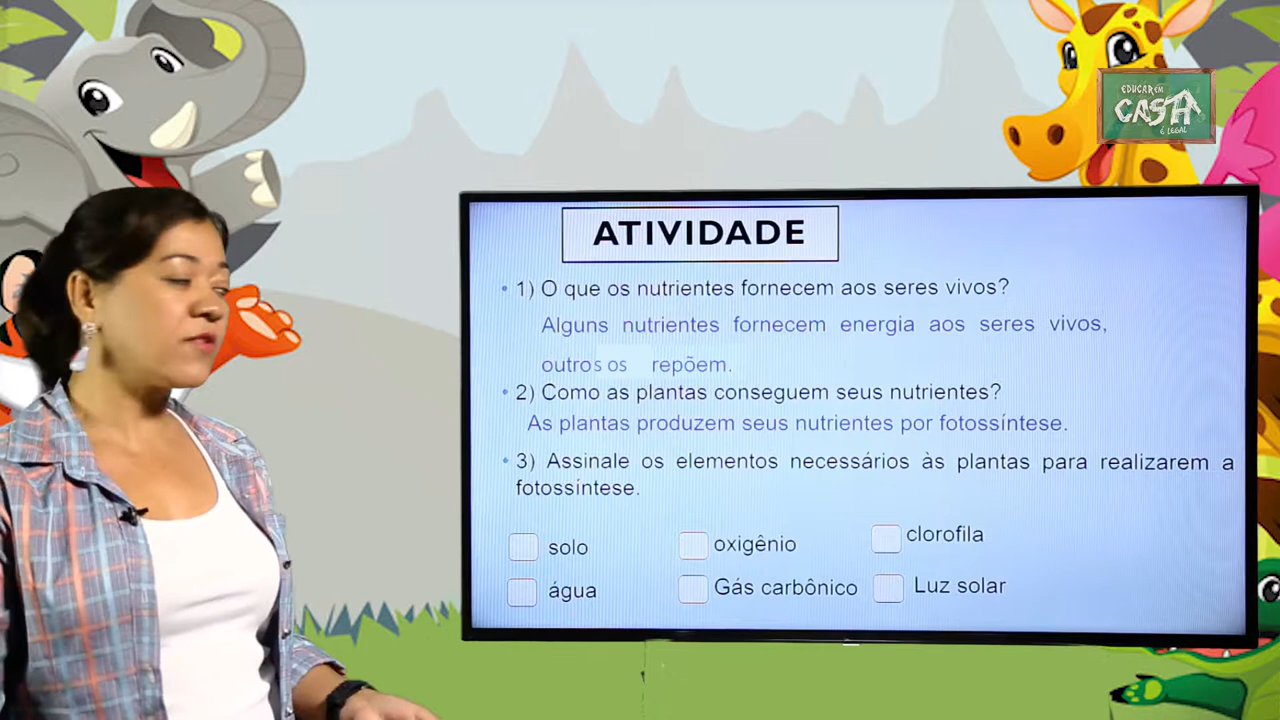 EDUCAR EM
CASA
É LEGAL
ATIVIDADE
• 1) O que os nutrientes fornecem aos seres vivos?
Alguns nutrientes fornecem energia aos seres vivos,
outros os repõem.
• 2) Como as plantas conseguem seus nutrientes?
As plantas produzem seus nutrientes por fotossíntese.
• 3) Assinale os elementos necessários às plantas para realizarem a
fotossíntese.
solo oxigênio clorofila
água Gás carbônico Luz solar